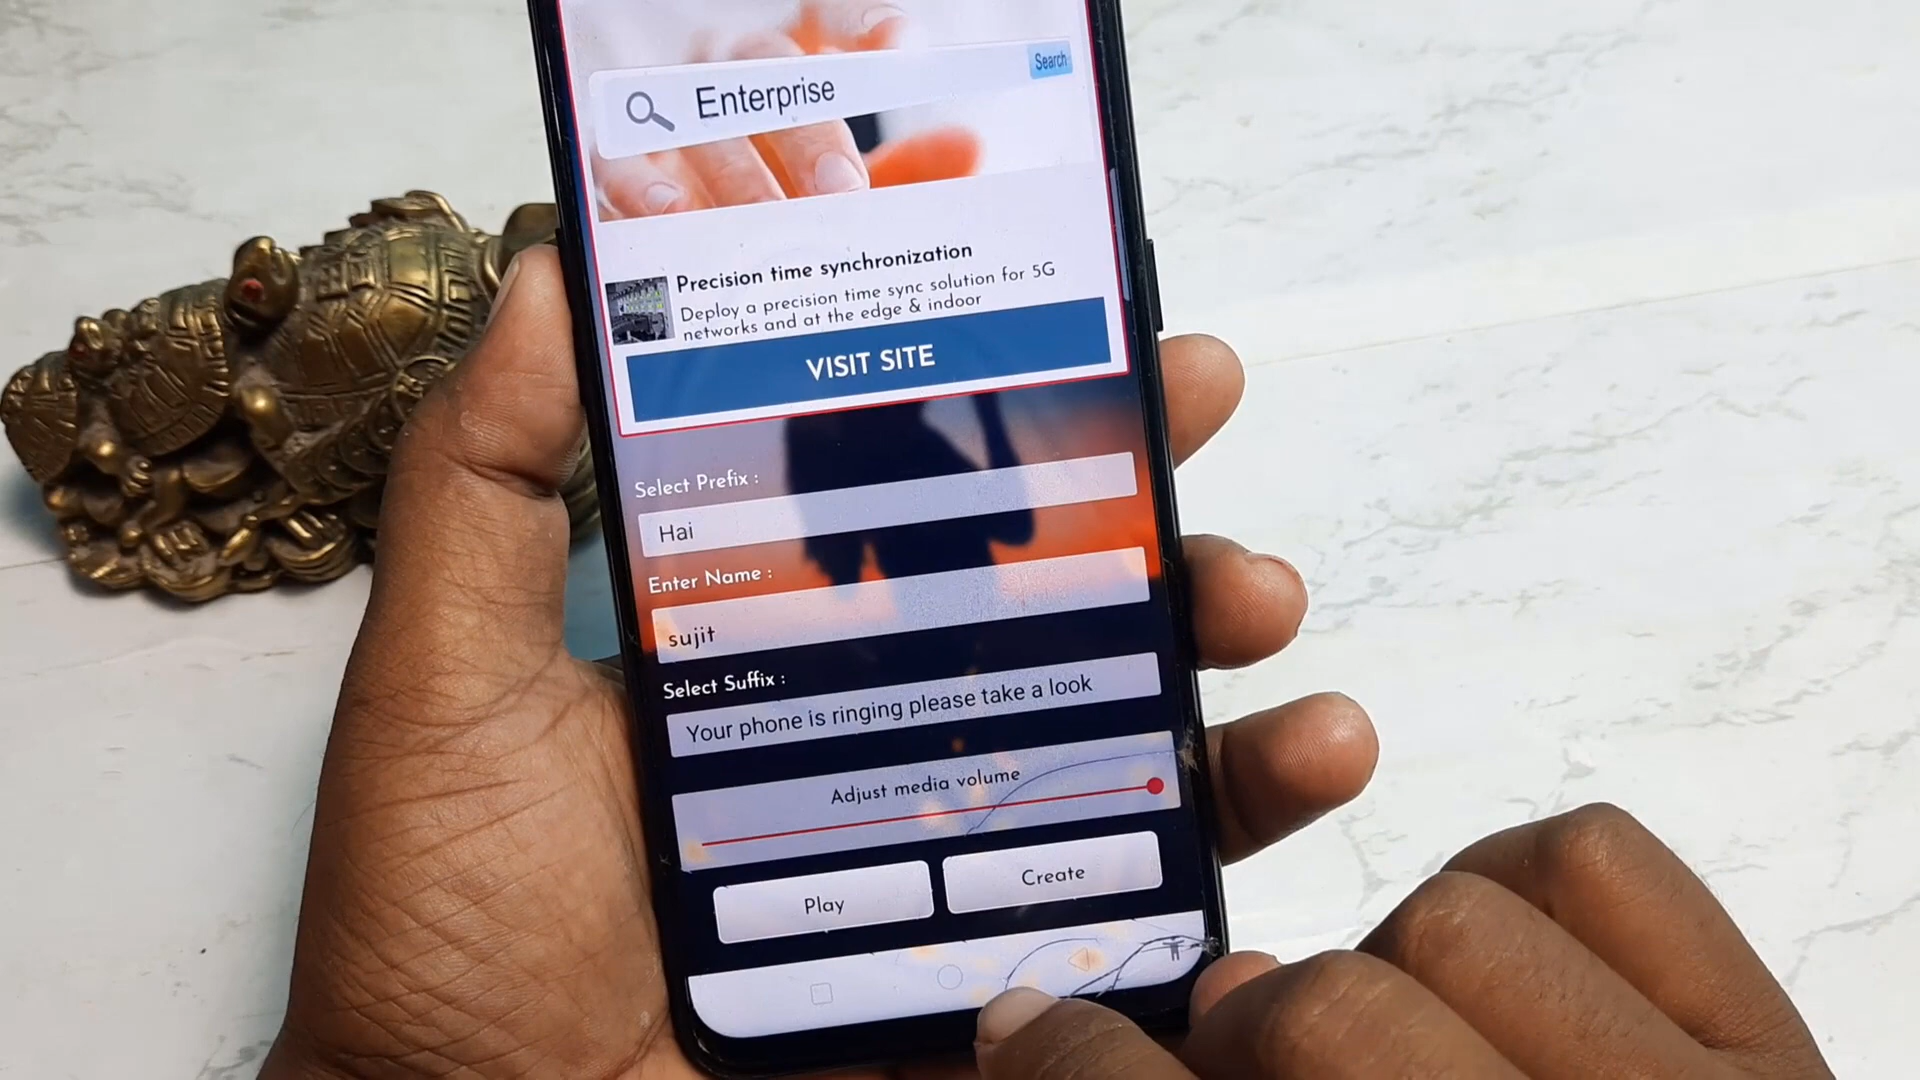 Enterprise
Search
Precision time synchronization
Deploy a precision time sync solution for 5G
networks and at the edge & indoor
VISIT SITE
Select Prefix :
Hai
Enter Name :
sujit
Select Suffix :
Your phone is ringing please take a look
Adjust media volume
Play
Create